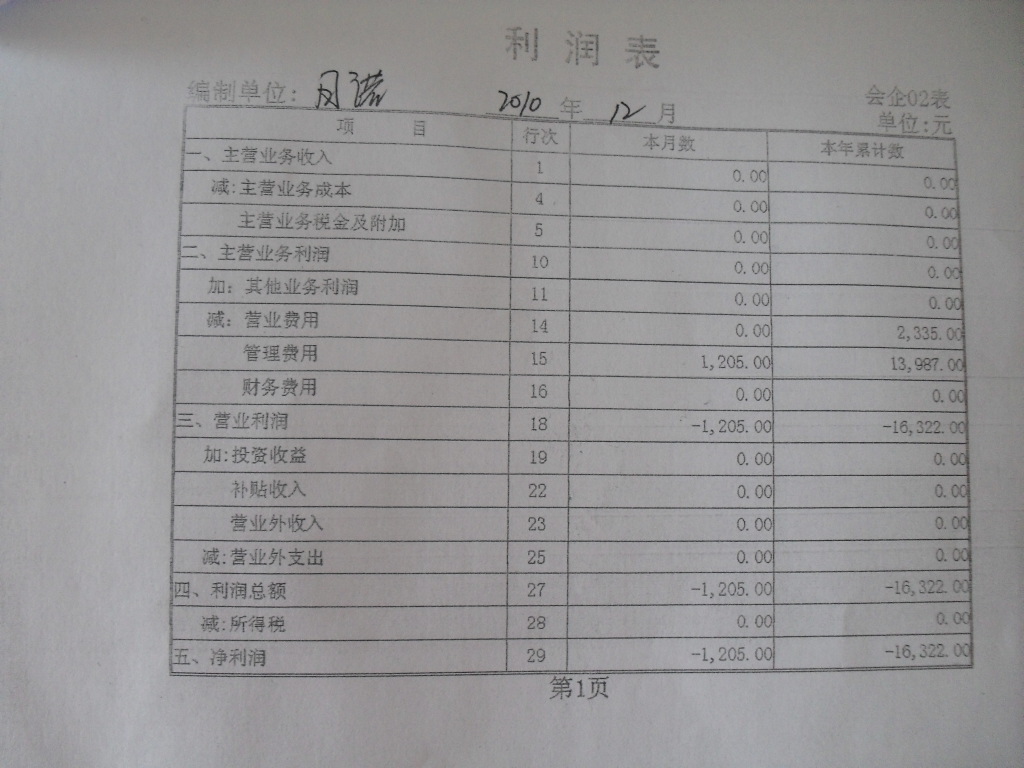 利润表
编制单位: 2010 年 12 月 会企02表
单位:元
项 目 行次 本月数 本年累计数
一、主营业务收入 1 0.00 0.00
减:主营业务成本 4 0.00 0.00
主营业务税金及附加 5 0.00 0.00
二、主营业务利润 10 0.00 0.00
加: 其他业务利润 11 0.00 0.00
减: 营业费用 14 0.00 2,335.00
管理费用 15 1,205.00 13,987.00
财务费用 16 0.00 0.00
三、营业利润 18 -1,205.00 -16,322.00
加:投资收益 19 0.00 0.00
补贴收入 22 0.00 0.00
营业外收入 23 0.00 0.00
减:营业外支出 25 0.00 0.00
四、利润总额 27 -1,205.00 -16,322.00
减:所得税 28 0.00 0.00
五、净利润 29 -1,205.00 -16,322.00
第1页